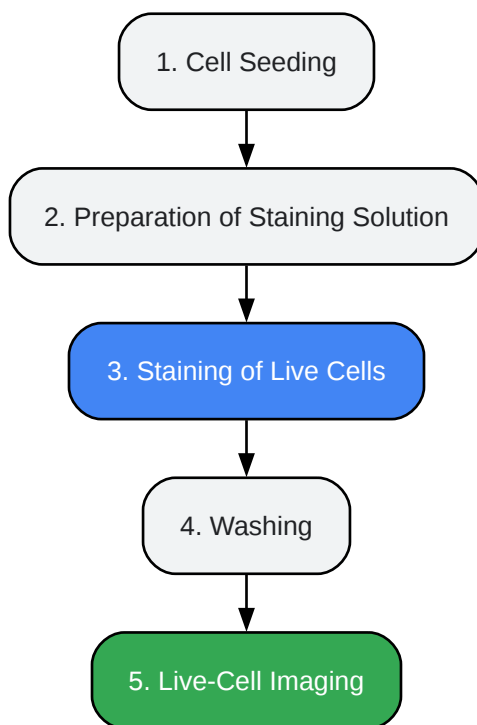 1. Cell Seeding
2. Preparation of Staining Solution
3. Staining of Live Cells
4. Washing
5. Live-Cell Imaging